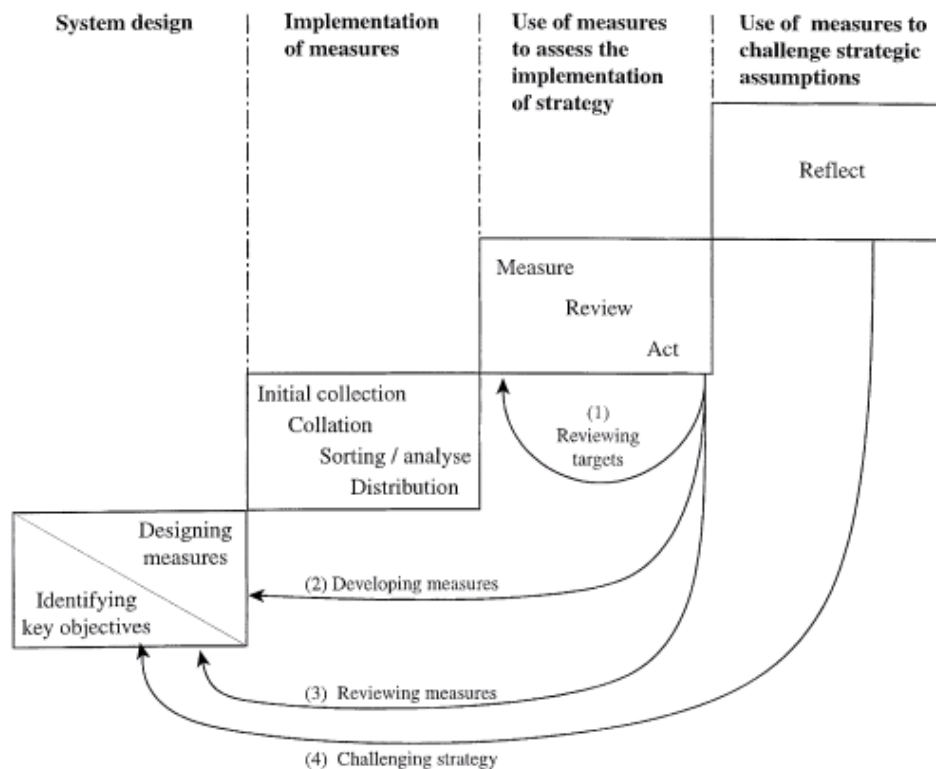 System design
Implementation
of measures
Use of measures
to assess the
implementation
of strategy
Use of measures to
challenge strategic
assumptions
Reflect
Measure
Review
Act
Initial collection
Collation
Sorting / analyse
Distribution
(1)
Reviewing
targets
Designing
measures
Identifying
key objectives
(2) Developing measures
(3) Reviewing measures
(4) Challenging strategy